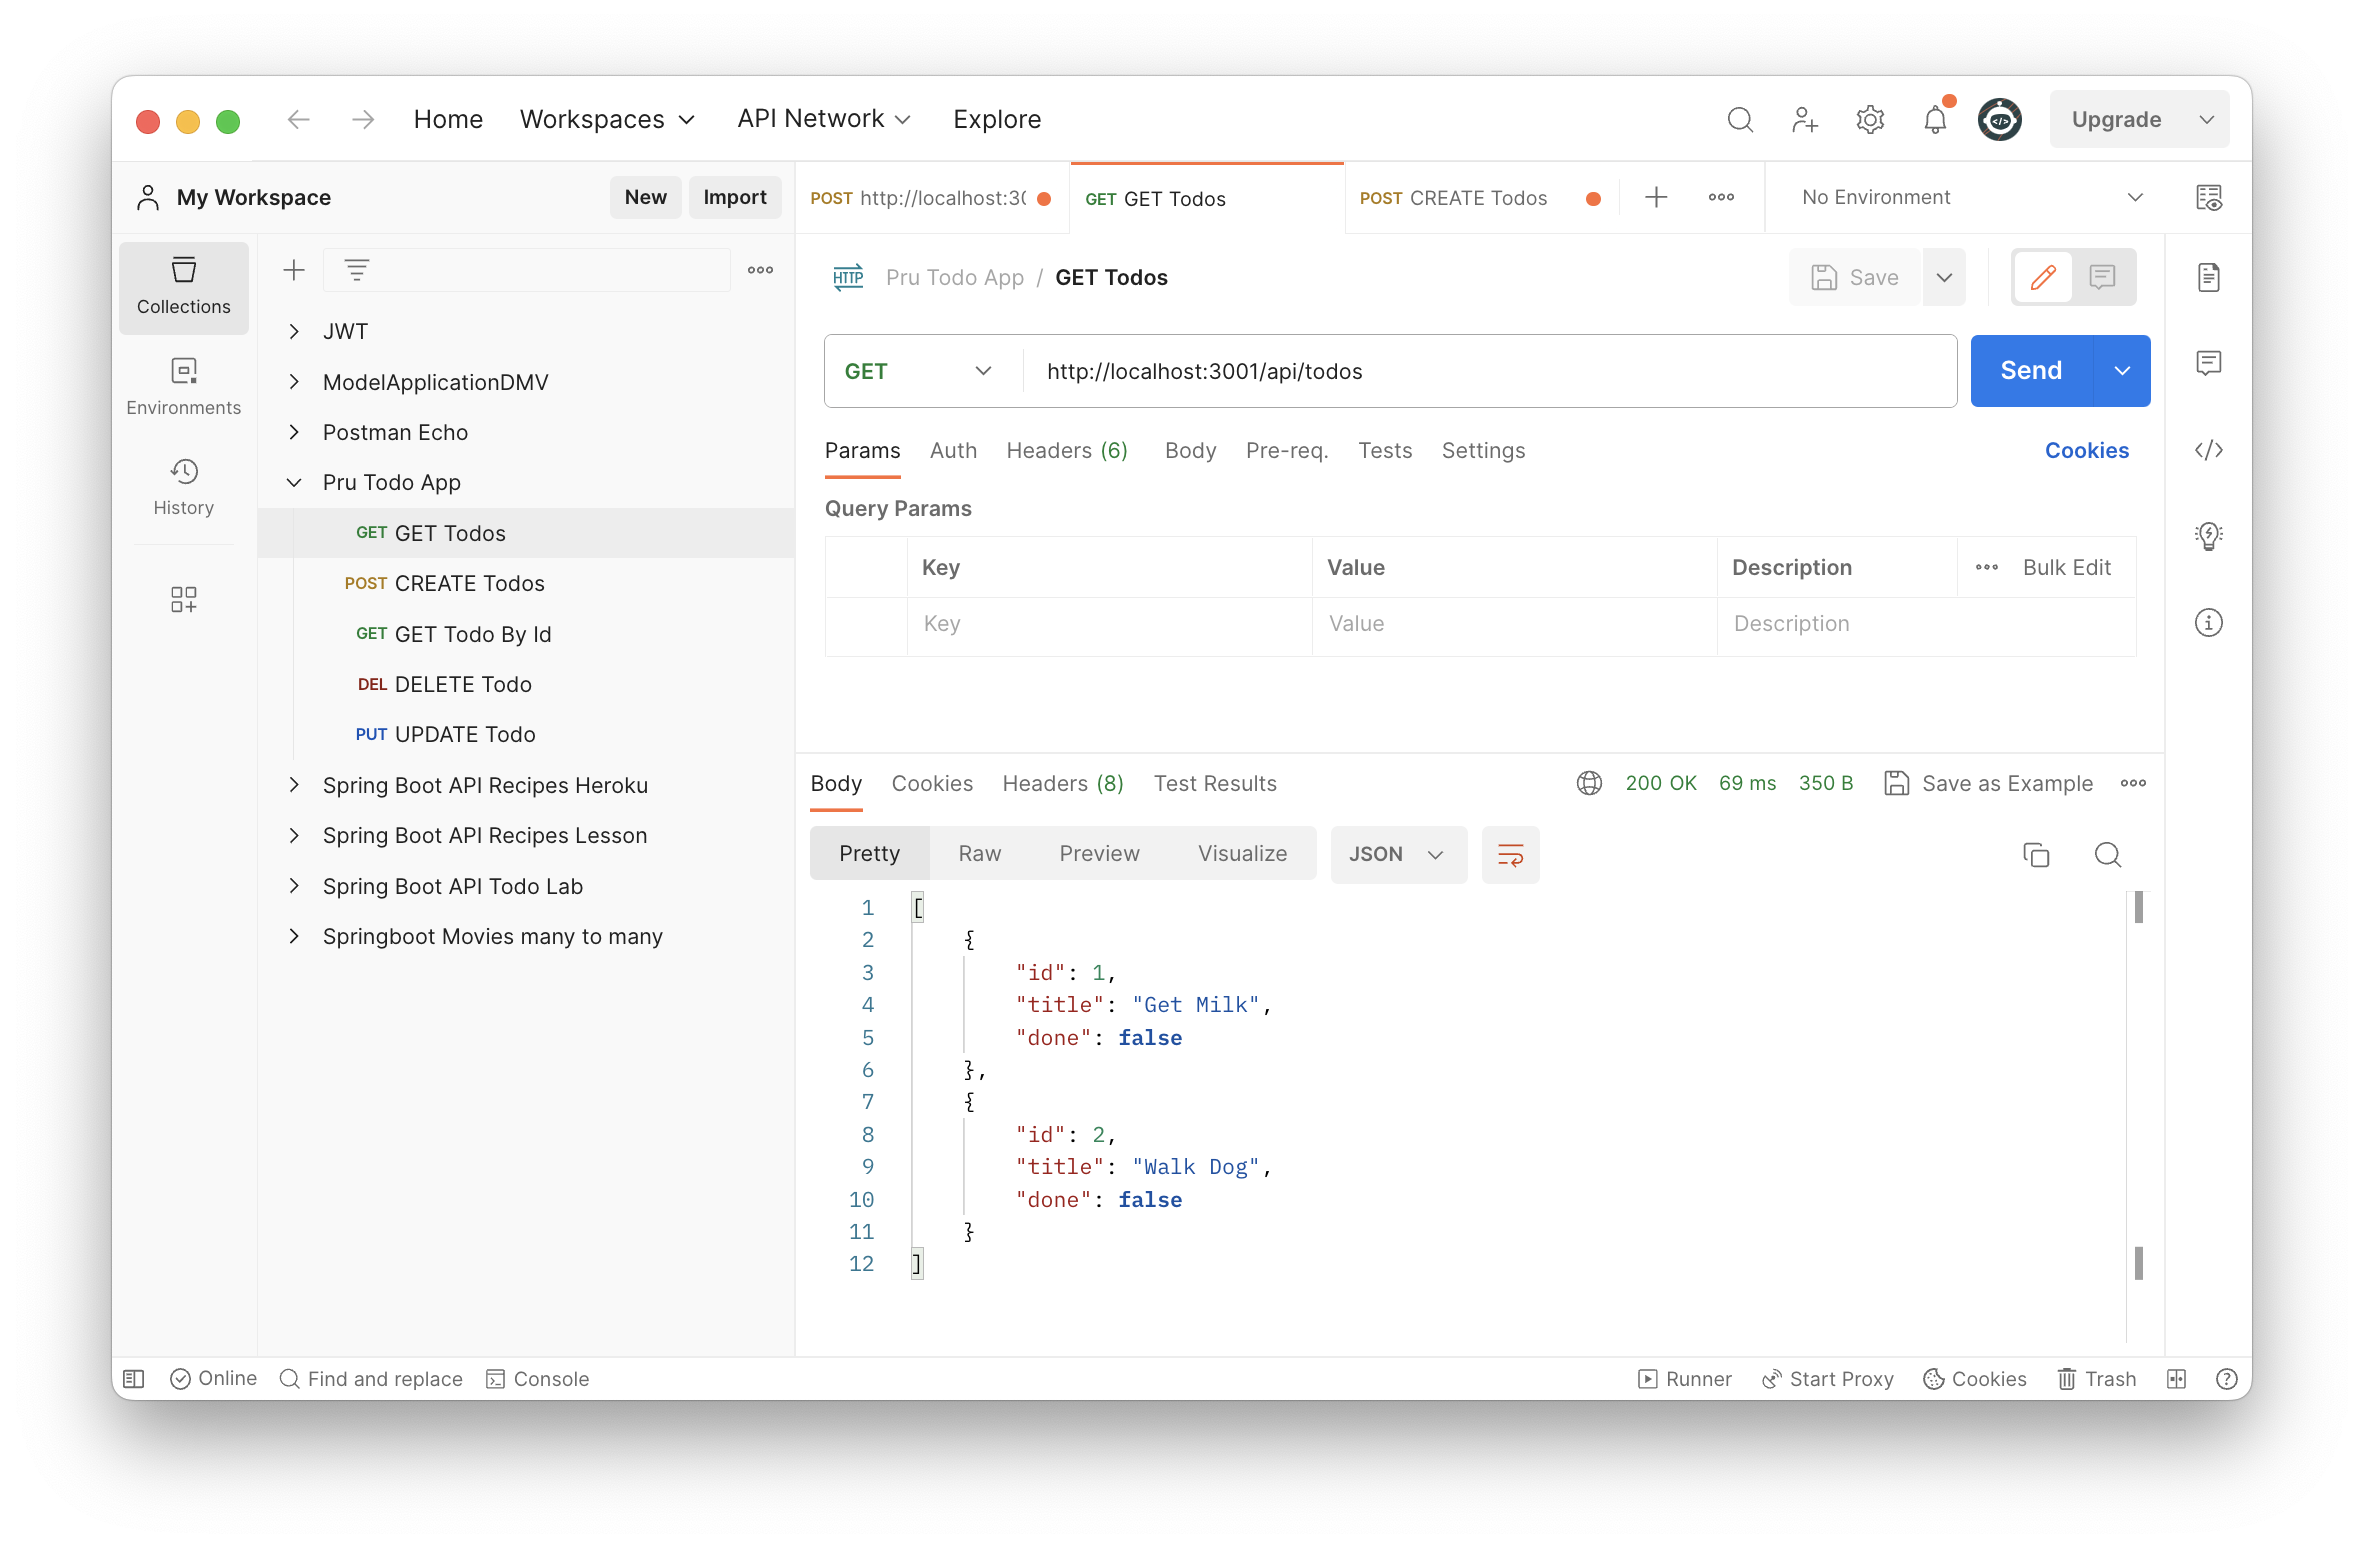 Home Workspaces API Network Explore Upgrade
My Workspace New Import
POST http://localhost:30 GET GET Todos POST CREATE Todos No Environment
Collections
Environments
History
JWT
ModelApplicationDMV
Postman Echo
Pru Todo App
GET GET Todos
POST CREATE Todos
GET GET Todo By Id
DEL DELETE Todo
PUT UPDATE Todo
Spring Boot API Recipes Heroku
Spring Boot API Recipes Lesson
Spring Boot API Todo Lab
Springboot Movies many to many
HTTP Pru Todo App / GET Todos Save
GET http://localhost:3001/api/todos Send
Params Auth Headers (6) Body Pre-req. Tests Settings Cookies
Query Params
Key Value Description Bulk Edit
Key Value Description
Body Cookies Headers (8) Test Results 200 OK 69 ms 350 B Save as Example
Pretty Raw Preview Visualize JSON
1 [
2 {
3 "id": 1,
4 "title": "Get Milk",
5 "done": false
6 },
7 {
8 "id": 2,
9 "title": "Walk Dog",
10 "done": false
11 }
12 ]
Online Find and replace Console Runner Start Proxy Cookies Trash